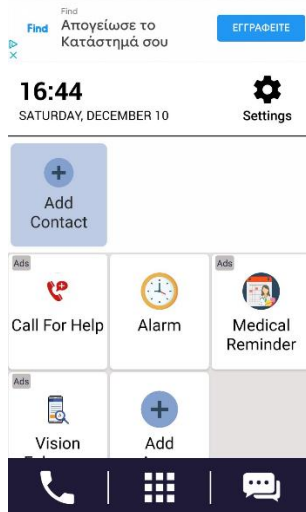 Find
Find
Απογείωσε το
Κατάστημά σου
ΕΓΓΡΑΦΕΙΤΕ
16:44
SATURDAY, DECEMBER 10
Settings
Add
Contact
Ads
Ads
Call For Help
Alarm
Medical
Reminder
Ads
Vision
Add